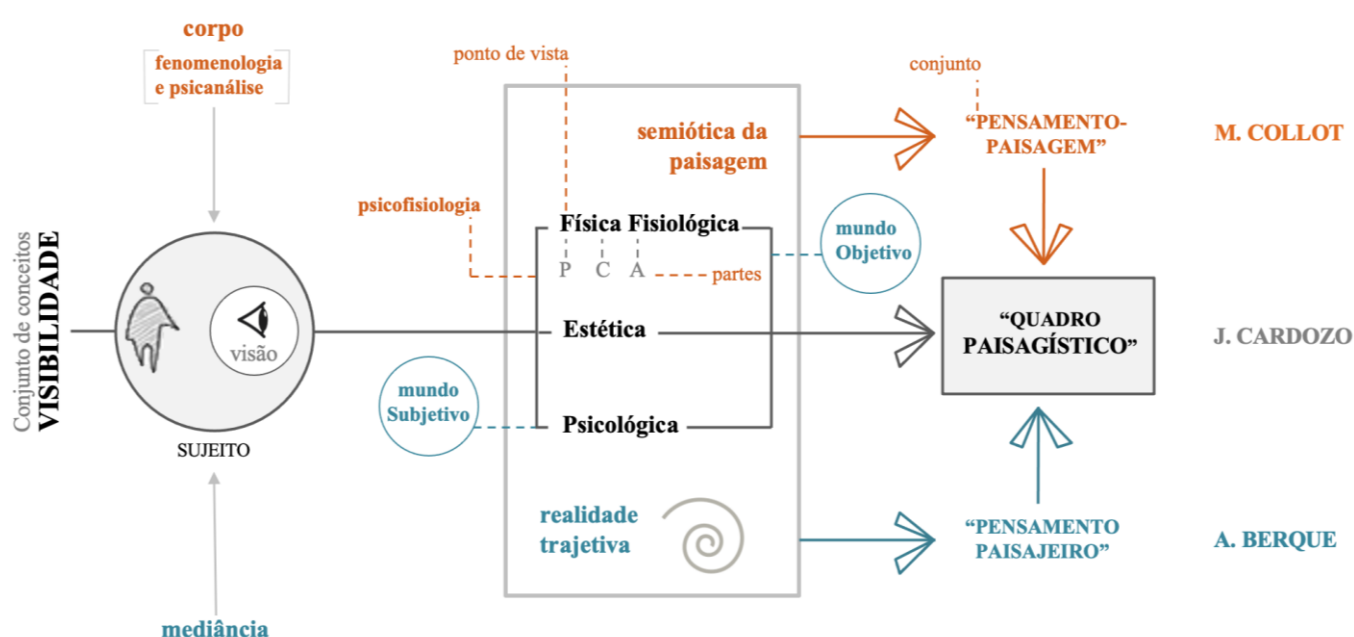 corpo
fenomenologia
e psicanálise
ponto de vista
conjunto
semiótica da
paisagem
“PENSAMENTO-
PAISAGEM”
M. COLLOT
psicofisiologia
Física Fisiológica
mundo
Objetivo
P C A
partes
Conjunto de conceitos
VISIBILIDADE
visão
SUJEITO
Estética
“QUADRO
PAISAGÍSTICO”
J. CARDOZO
mundo
Subjetivo
Psicológica
realidade
trajetiva
“PENSAMENTO
PAISAJEIRO”
A. BERQUE
mediância